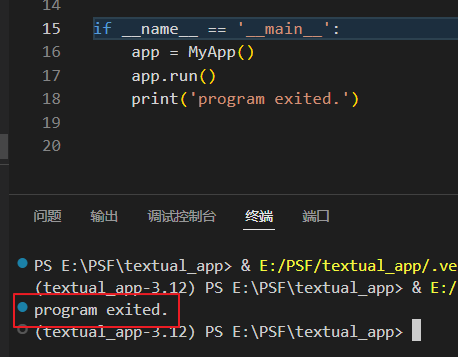 14
15 if __name__ == '__main__':
16 app = MyApp()
17 app.run()
18 print('program exited.')
19
20
问题 输出 调试控制台 终端 端口
PS E:\PSF\textual_app> & E:/PSF/textual_app/.ve
(textual_app-3.12) PS E:\PSF\textual_app> & E:/
program exited.
(textual_app-3.12) PS E:\PSF\textual_app>